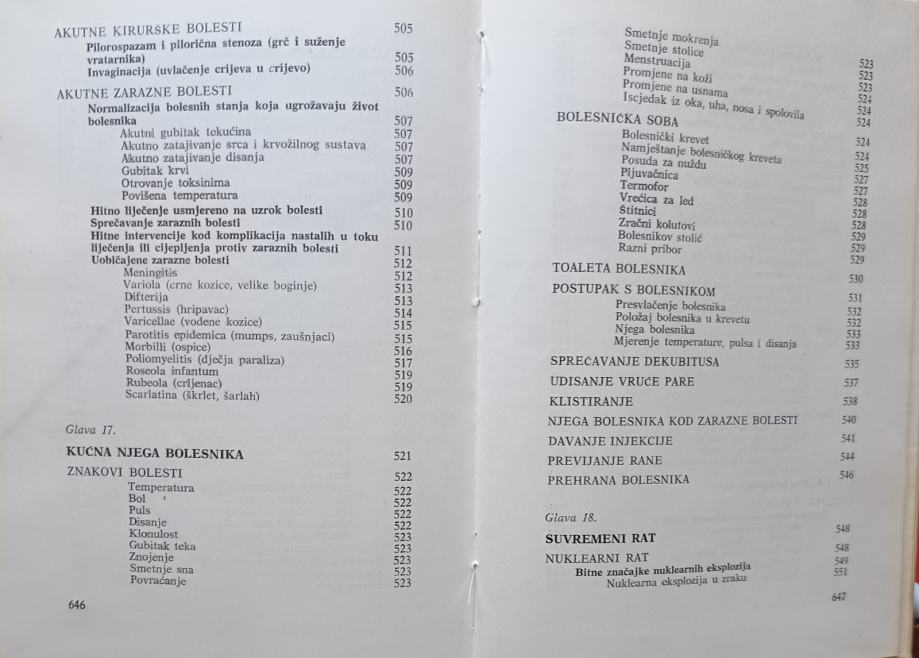 AKUTNE KIRURŠKE BOLESTI 505
Pilorospazam i pilorična stenoza (grč i suženje
vratarnika) 505
Invaginacija (uvlačenje crijeva u crijevo) 506
AKUTNE ZARAZNE BOLESTI 506
Normalizacija bolesnih stanja koja ugrožavaju život
bolesnika 507
Akutni gubitak tekućina 507
Akutno zatajivanje srca i krvožilnog sustava 507
Akutno zatajivanje disanja 507
Gubitak krvi 509
Otrovanje toksinima 509
Povišena temperatura 509
Hitno liječenje usmjereno na uzrok bolesti 510
Sprečavanje zaraznih bolesti 510
Hitne intervencije kod komplikacija nastalih u toku
liječenja ili cijepljenja protiv zaraznih bolesti 511
Uobičajene zarazne bolesti 512
Meningitis 512
Variola (crne kozice, velike boginje) 513
Difterija 513
Pertussis (hripavac) 514
Varicellae (vodene kozice) 515
Parotitis epidemica (mumps, zaušnjaci) 515
Morbilli (ospice) 516
Poliomyelitis (dječja paraliza) 517
Roseola infantum 519
Rubeola (crljenac) 519
Scarlatina (škrlet, šarlah) 520
Glava 17.
KUĆNA NJEGA BOLESNIKA 521
ZNAKOVI BOLESTI 522
Temperatura 522
Bol 522
Puls 522
Disanje 522
Klonulost 523
Gubitak teka 523
Znojenje 523
Smetnje sna 523
Povraćanje 523
646
Smetnje mokrenja 523
Smetnje stolice 523
Menstruacija 523
Promjene na koži 524
Promjene na usnama 524
Iscjedak iz oka, uha, nosa i spolovila 524
BOLESNIČKA SOBA 524
Bolesnički krevet 524
Namještanje bolesničkog kreveta 525
Posuda za nuždu 527
Pljuvačnica 527
Termofor 528
Vrećica za led 528
Štitnici 528
Zračni kolutovi 529
Bolesnikov stolić 529
Razni pribor 529
TOALETA BOLESNIKA 530
POSTUPAK S BOLESNIKOM 531
Presvlačenje bolesnika 532
Položaj bolesnika u krevetu 532
Njega bolesnika 533
Mjerenje temperature, pulsa i disanja 533
SPREČAVANJE DEKUBITUSA 535
UDISANJE VRUĆE PARE 537
KLISTIRANJE 538
NJEGA BOLESNIKA KOD ZARAZNE BOLESTI 540
DAVANJE INJEKCIJE 541
PREVIJANJE RANE 544
PREHRANA BOLESNIKA 546
Glava 18.
SUVREMENI RAT 548
NUKLEARNI RAT 548
Bitne značajke nuklearnih eksplozija 549
Nuklearna eksplozija u zraku 551
647